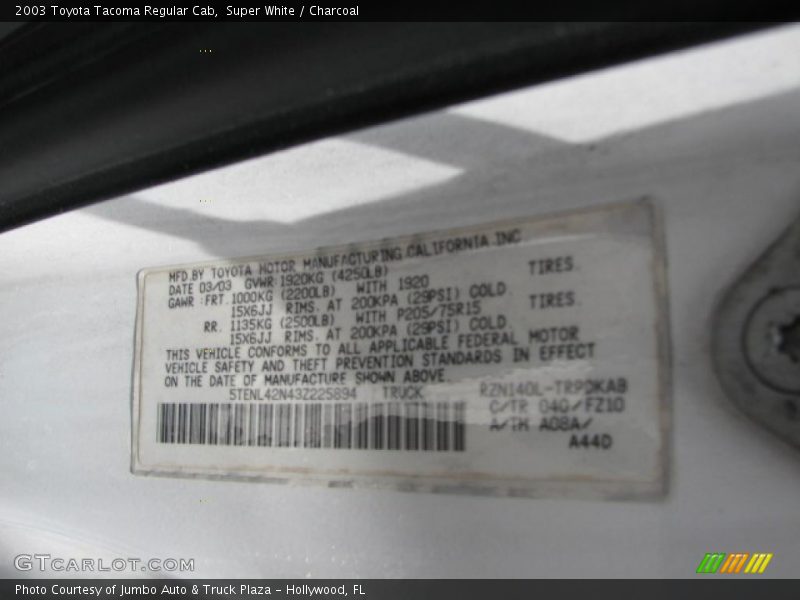 2003 Toyota Tacoma Regular Cab,  Super White / Charcoal
MFD.BY TOYOTA MOTOR MANUFACTURING,CALIFORNIA.INC
DATE 03/03 GVWR 1920KG (4250LB)
GAWR :FRT.1000KG (2200LB) WITH 1920 TIRES.
15X6JJ RIMS. AT 200KPA (29PSI) COLD
RR. 1135KG (2500LB) WITH P205/75R15 TIRES.
15X6JJ RIMS. AT 200KPA (29PSI) COLD.
THIS VEHICLE CONFORMS TO ALL APPLICABLE FEDERAL MOTOR
VEHICLE SAFETY AND THEFT PREVENTION STANDARDS IN EFFECT
ON THE DATE OF MANUFACTURE SHOWN ABOVE.
5TENL42N43Z225894 TRUCK RZN140L-TRPDKAB
C/TR 040/FZ10
A/TM A08A/
A44D
GTCARLOT.COM
Photo Courtesy of Jumbo Auto & Truck Plaza - Hollywood, FL